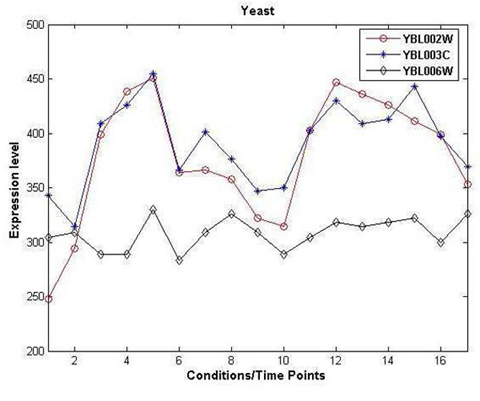 Yeast
500
450
400
350
300
250
200
Expression level
YBL002W
YBL003C
YBL006W
2 4 6 8 10 12 14 16
Conditions/Time Points